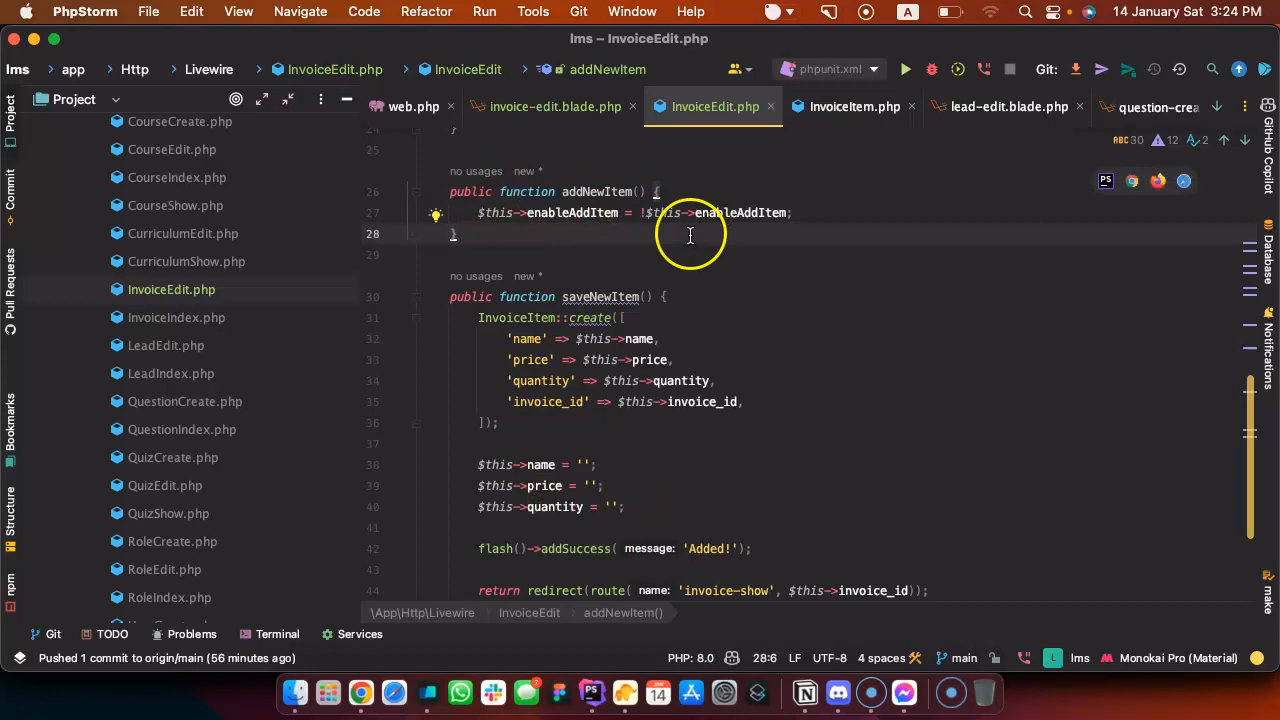 PhpStorm File Edit View Navigate Code Refactor Run Tools Git Window Help A 14 January Sat 3:24 PM
lms – InvoiceEdit.php
lms app Http Livewire InvoiceEdit.php InvoiceEdit addNewItem phpunit.xml Git:
Project web.php invoice-edit.blade.php InvoiceEdit.php InvoiceItem.php lead-edit.blade.php question-crea
CourseCreate.php
CourseEdit.php
CourseIndex.php
CourseShow.php
CurriculumEdit.php
CurriculumShow.php
InvoiceEdit.php
InvoiceIndex.php
LeadEdit.php
LeadIndex.php
QuestionCreate.php
QuestionIndex.php
QuizCreate.php
QuizEdit.php
QuizShow.php
RoleCreate.php
RoleEdit.php
RoleIndex.php
ABC 30 12 2
24 }
25
no usages new *
26 public function addNewItem() {
27 $this->enableAddItem = !$this->enableAddItem;
28 }
29
no usages new *
30 public function saveNewItem() {
31 InvoiceItem::create([
32 'name' => $this->name,
33 'price' => $this->price,
34 'quantity' => $this->quantity,
35 'invoice_id' => $this->invoice_id,
36 ]);
37
38 $this->name = '';
39 $this->price = '';
40 $this->quantity = '';
41
42 flash()->addSuccess( message: 'Added!');
43
44 return redirect(route( name: 'invoice-show', $this->invoice_id));
\App\Http\Livewire InvoiceEdit addNewItem()
Project
Commit
Pull Requests
Bookmarks
Structure
npm
GitHub Copilot
Database
Notifications
make
Git TODO Problems Terminal Services
Pushed 1 commit to origin/main (56 minutes ago) PHP: 8.0 28:6 LF UTF-8 4 spaces main L lms Monokai Pro (Material)
7
PS
14